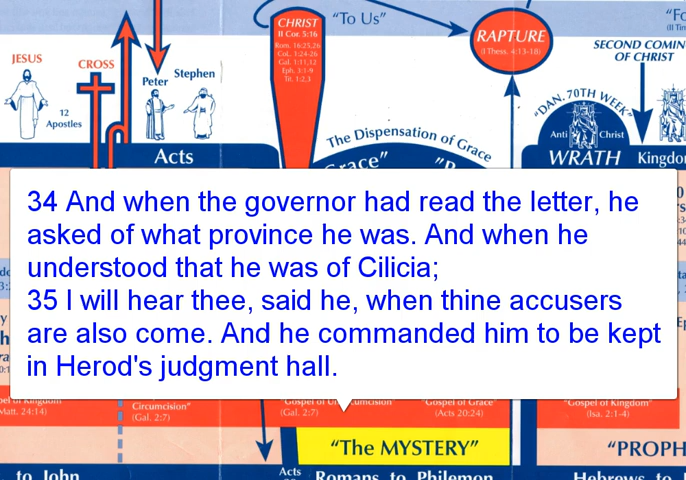 "To Us"
CHRIST
II Cor. 5:16
Rom. 16:25,26
Col. 1:24-26
Gal. 1:11,12
Eph. 3:1-9
Tit. 1:2,3
RAPTURE
(I Thess. 4:13-18)
SECOND COMIN
OF CHRIST
JESUS
CROSS
Peter
Stephen
12
Apostles
"DAN. 70TH WEEK"
Anti Christ
WRATH
Kingdo
The Dispensation of Grace
Acts
34 And when the governor had read the letter, he
asked of what province he was. And when he
understood that he was of Cilicia;
35 I will hear thee, said he, when thine accusers
are also come. And he commanded him to be kept
in Herod's judgment hall.
Matt. 24:14)
Circumcision"
(Gal. 2:7)
(Gal. 2:7)
"Gospel of Grace"
(Acts 20:24)
"Gospel of Kingdom"
(Isa. 2:1-4)
"The MYSTERY"
"PROPH
to John
Acts
Romans to Philemon
Hebrews to